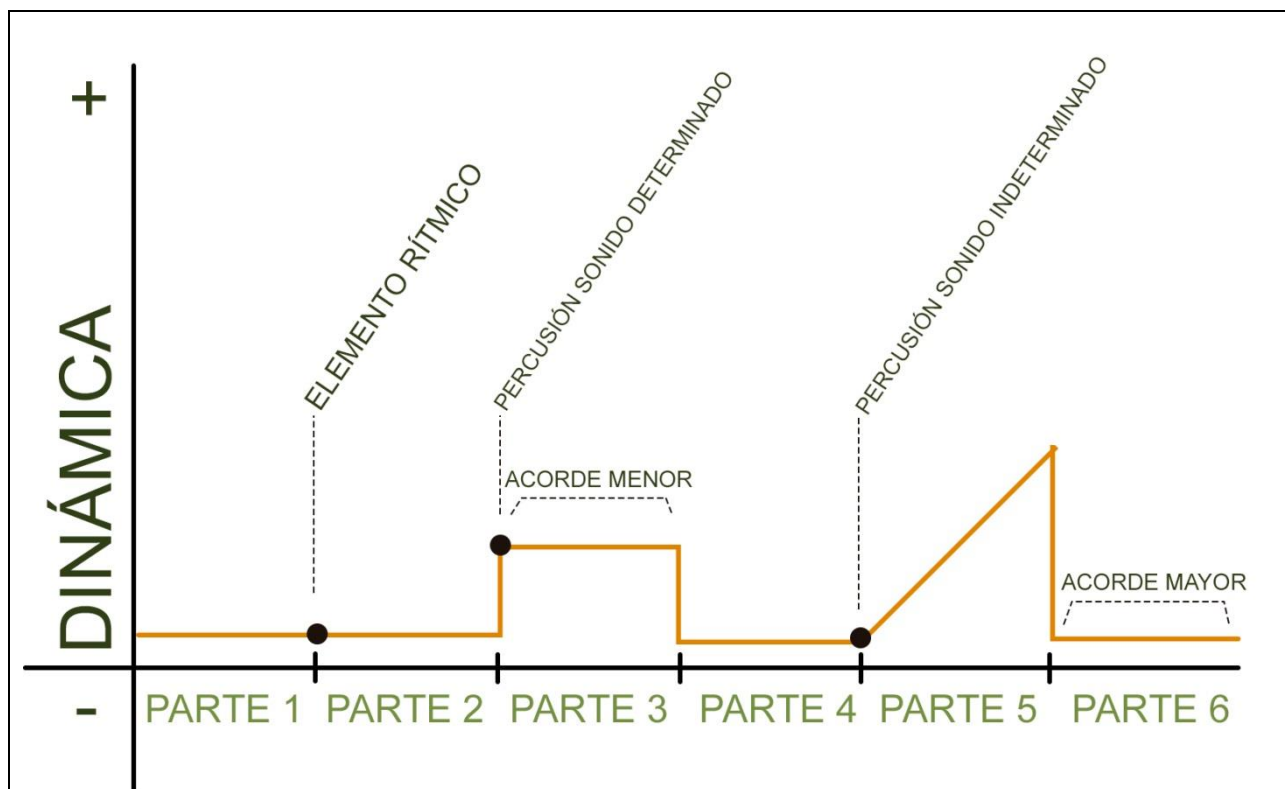 +
DINÁMICA
-
ELEMENTO RÍTMICO
PERCUSIÓN SONIDO DETERMINADO
ACORDE MENOR
PERCUSIÓN SONIDO INDETERMINADO
ACORDE MAYOR
PARTE 1
PARTE 2
PARTE 3
PARTE 4
PARTE 5
PARTE 6